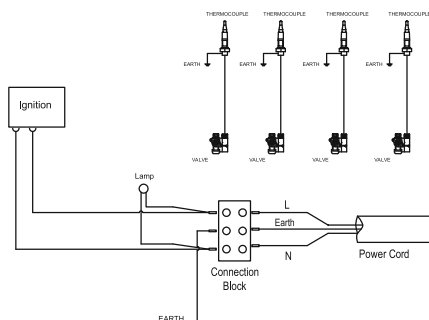 THERMOCOUPLE THERMOCOUPLE THERMOCOUPLE THERMOCOUPLE
EARTH EARTH EARTH EARTH
Ignition
VALVE VALVE VALVE VALVE
Lamp
L
Earth
N
Power Cord
Connection
Block
EARTH